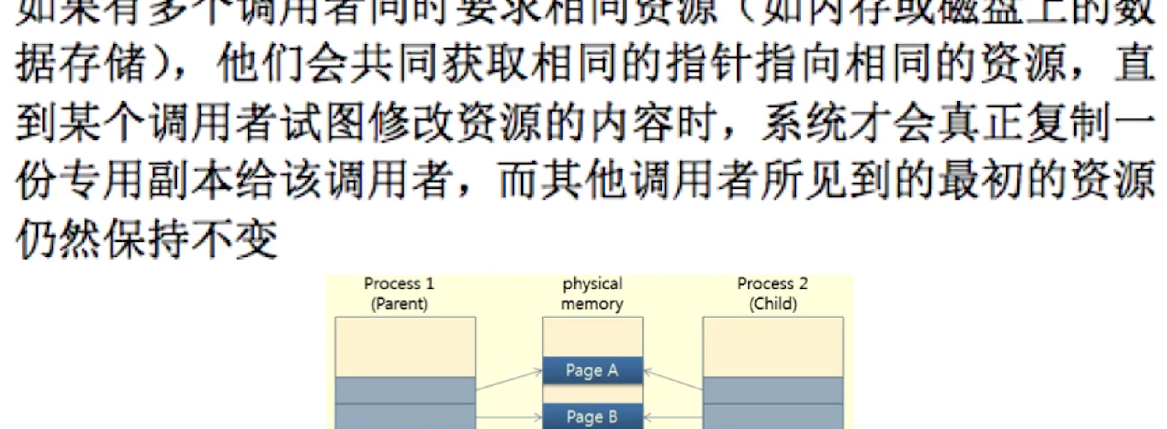 如果有多个调用者同时要求相同资源（如内存或磁盘上的数
据存储），他们会共同获取相同的指针指向相同的资源，直
到某个调用者试图修改资源的内容时，系统才会真正复制一
份专用副本给该调用者，而其他调用者所见到的最初的资源
仍然保持不变
Process 1
(Parent)
physical
memory
Process 2
(Child)
Page A
Page B